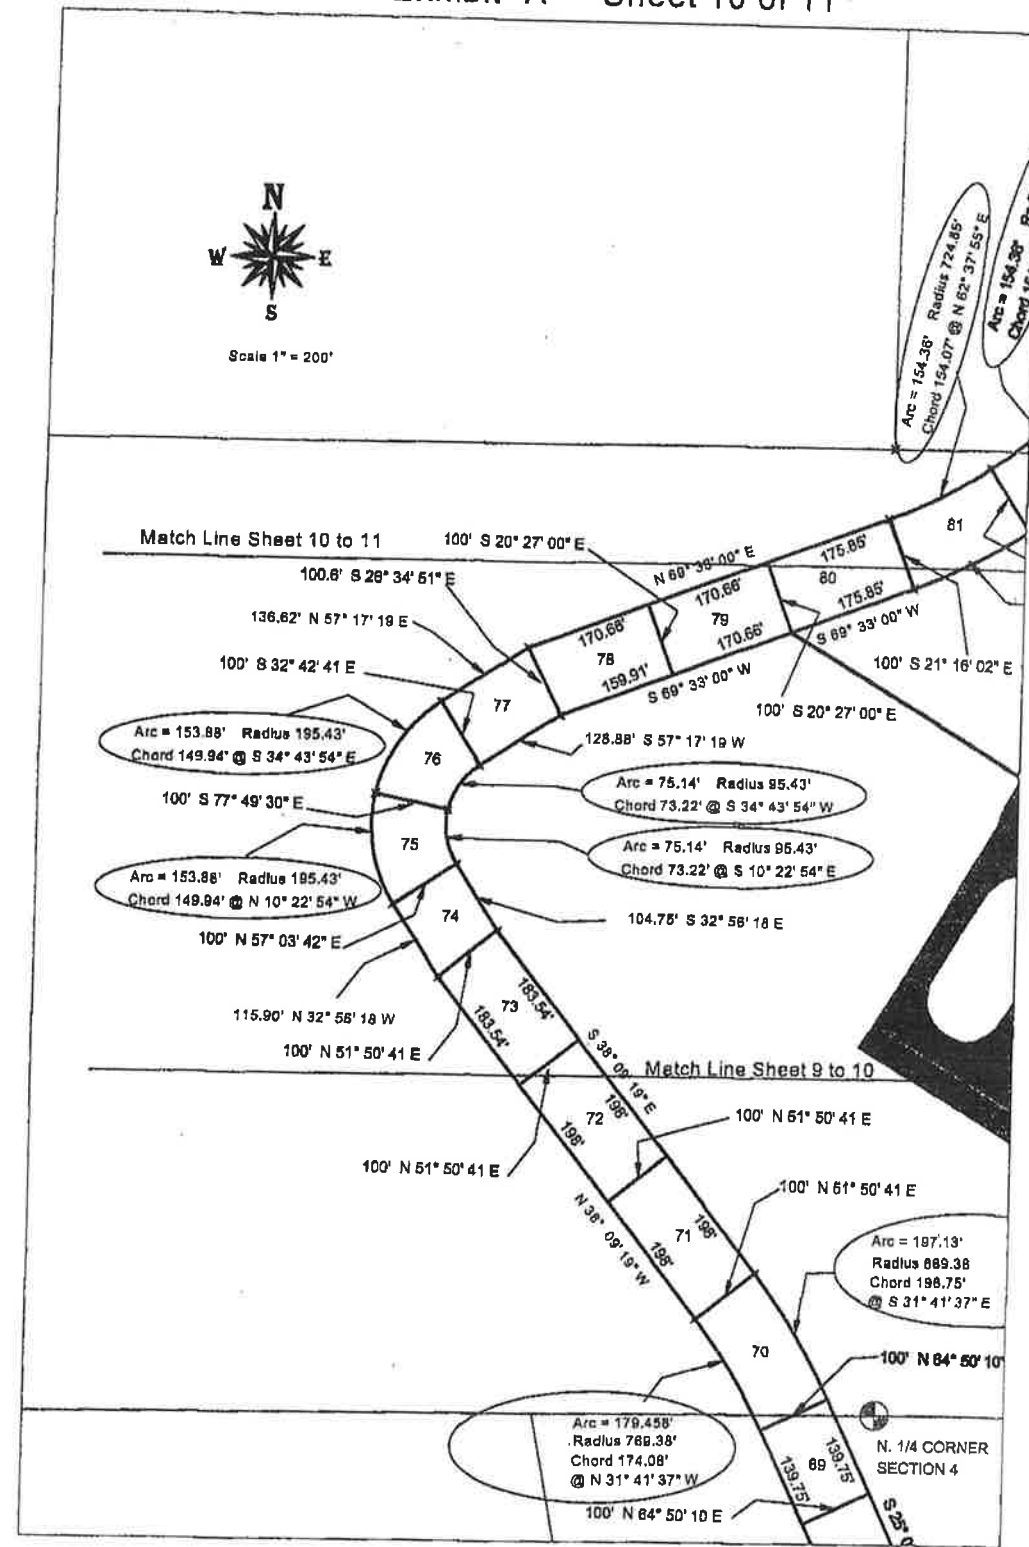 Sheet 10 of 11
N
W E
S
Scale 1" = 200'
Arc = 154.36' Radius 724.85'
Chord 154.07' @ N 62° 37' 55" E
Arc = 154.36'
Chord
Match Line Sheet 10 to 11
100' S 20° 27' 00" E
N 69° 33' 00" E
175.85'
81
100.6' S 28° 34' 51" E
170.66'
80
175.85'
136.62' N 57° 17' 19 E
170.66'
79
170.66'
S 69° 33' 00" W
100' S 32° 42' 41 E
78
159.91'
S 69° 33' 00" W
100' S 21° 16' 02" E
77
100' S 20° 27' 00" E
Arc = 153.88' Radius 195.43'
Chord 149.94' @ S 34° 43' 54" E
128.88' S 57° 17' 19 W
76
Arc = 75.14' Radius 95.43'
Chord 73.22' @ S 34° 43' 54" W
100' S 77° 49' 30" E
75
Arc = 75.14' Radius 95.43'
Chord 73.22' @ S 10° 22' 54" E
Arc = 153.88' Radius 195.43'
Chord 149.94' @ N 10° 22' 54" W
74
104.75' S 32° 56' 18 E
100' N 57° 03' 42" E
115.90' N 32° 56' 18 W
73
183.54'
183.54'
100' N 51° 50' 41 E
S 38° 09' 19" E
Match Line Sheet 9 to 10
72
198'
198'
100' N 51° 50' 41 E
100' N 51° 50' 41 E
100' N 51° 50' 41 E
N 38° 09' 19" W
71
198'
198'
Arc = 197.13'
Radius 869.38
Chord 196.75'
@ S 31° 41' 37" E
70
100' N 64° 50' 10"
Arc = 179.458'
Radius 769.38'
Chord 174.08'
@ N 31° 41' 37" W
N. 1/4 CORNER
SECTION 4
69
139.75'
139.75'
100' N 64° 50' 10 E
S 25° 0